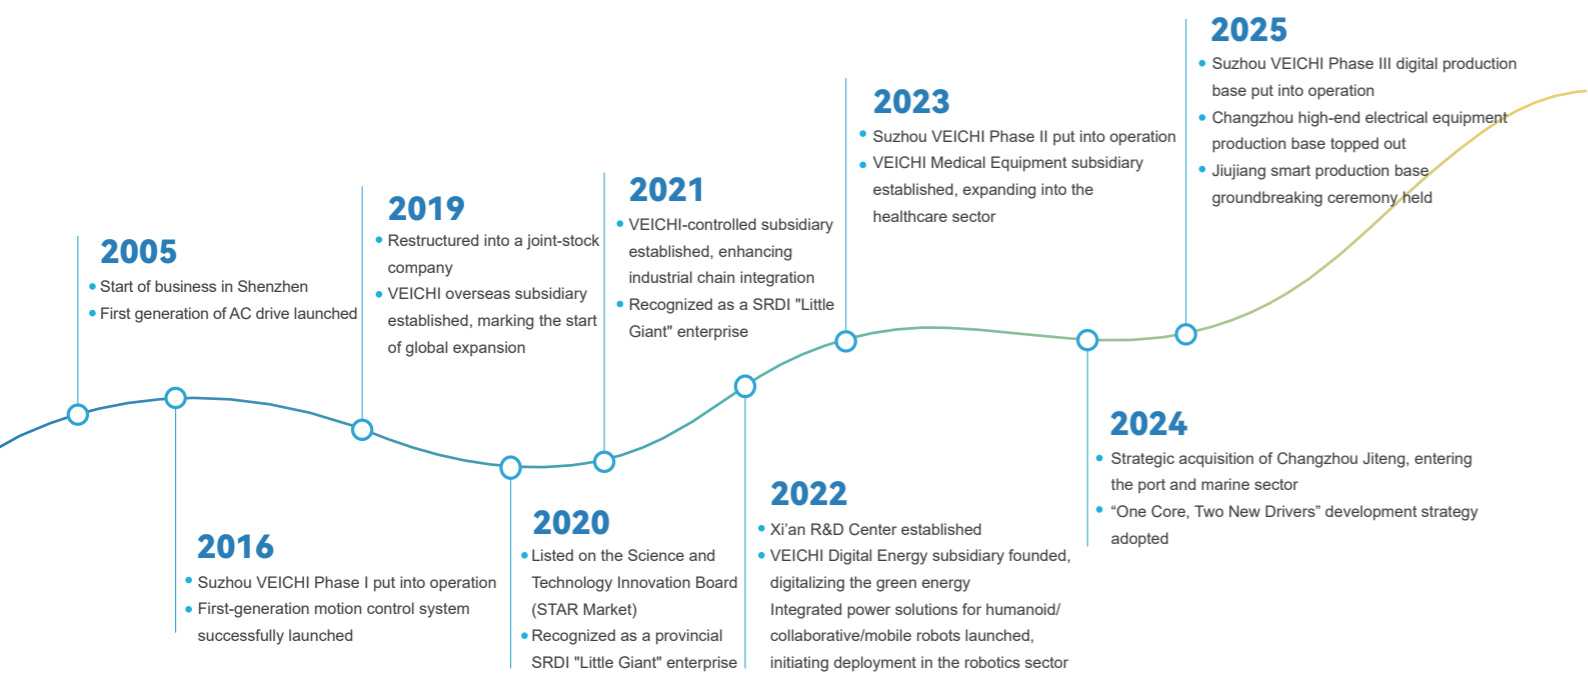 2005
Start of business in Shenzhen
First generation of AC drive launched
2016
Suzhou VEICHI Phase I put into operation
First-generation motion control system
successfully launched
2019
Restructured into a joint-stock
company
VEICHI overseas subsidiary
established, marking the start
of global expansion
2020
Listed on the Science and
Technology Innovation Board
(STAR Market)
Recognized as a provincial
SRDI "Little Giant" enterprise
2021
VEICHI-controlled subsidiary
established, enhancing
industrial chain integration
Recognized as a SRDI "Little
Giant" enterprise
2022
Xi’an R&D Center established
VEICHI Digital Energy subsidiary founded,
digitalizing the green energy
Integrated power solutions for humanoid/
collaborative/mobile robots launched,
initiating deployment in the robotics sector
2023
Suzhou VEICHI Phase II put into operation
VEICHI Medical Equipment subsidiary
established, expanding into the
healthcare sector
2024
Strategic acquisition of Changzhou Jiteng, entering
the port and marine sector
“One Core, Two New Drivers” development strategy
adopted
2025
Suzhou VEICHI Phase III digital production
base put into operation
Changzhou high-end electrical equipment
production base topped out
Jiujiang smart production base
groundbreaking ceremony held